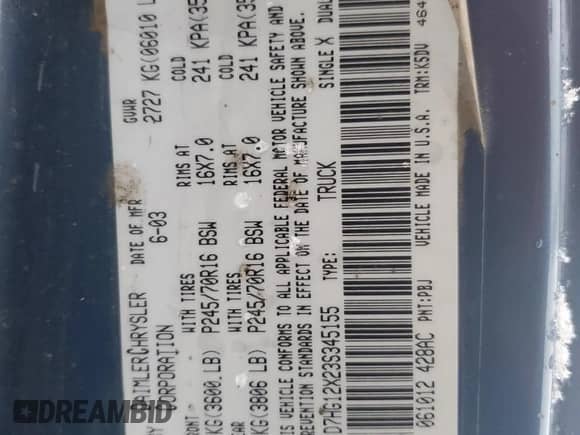 AIMLERCHRYSLER DATE OF MFR GVWR
Y CORPORATION 6-03 2727 KG(06010 L
WITH TIRES RIMS AT COLD
KG(3600 LB) P245/70R16 BSW 16X7.0 241 KPA(35
WITH TIRES RIMS AT COLD
KG(3806 LB) P245/70R16 BSW 16X7.0 241 KPA(35
VEHICLE CONFORMS TO ALL APPLICABLE FEDERAL MOTOR VEHICLE SAFETY AND
PREVENTION STANDARDS IN EFFECT ON THE DATE OF MANUFACTURE SHOWN ABOVE.
D7HG12X23S345155 TYPE: TRUCK SINGLE X DUAL
061012 428AC PNT:PBJ VEHICLE MADE IN U.S.A. TRM:K5DV 464
DREAMBID